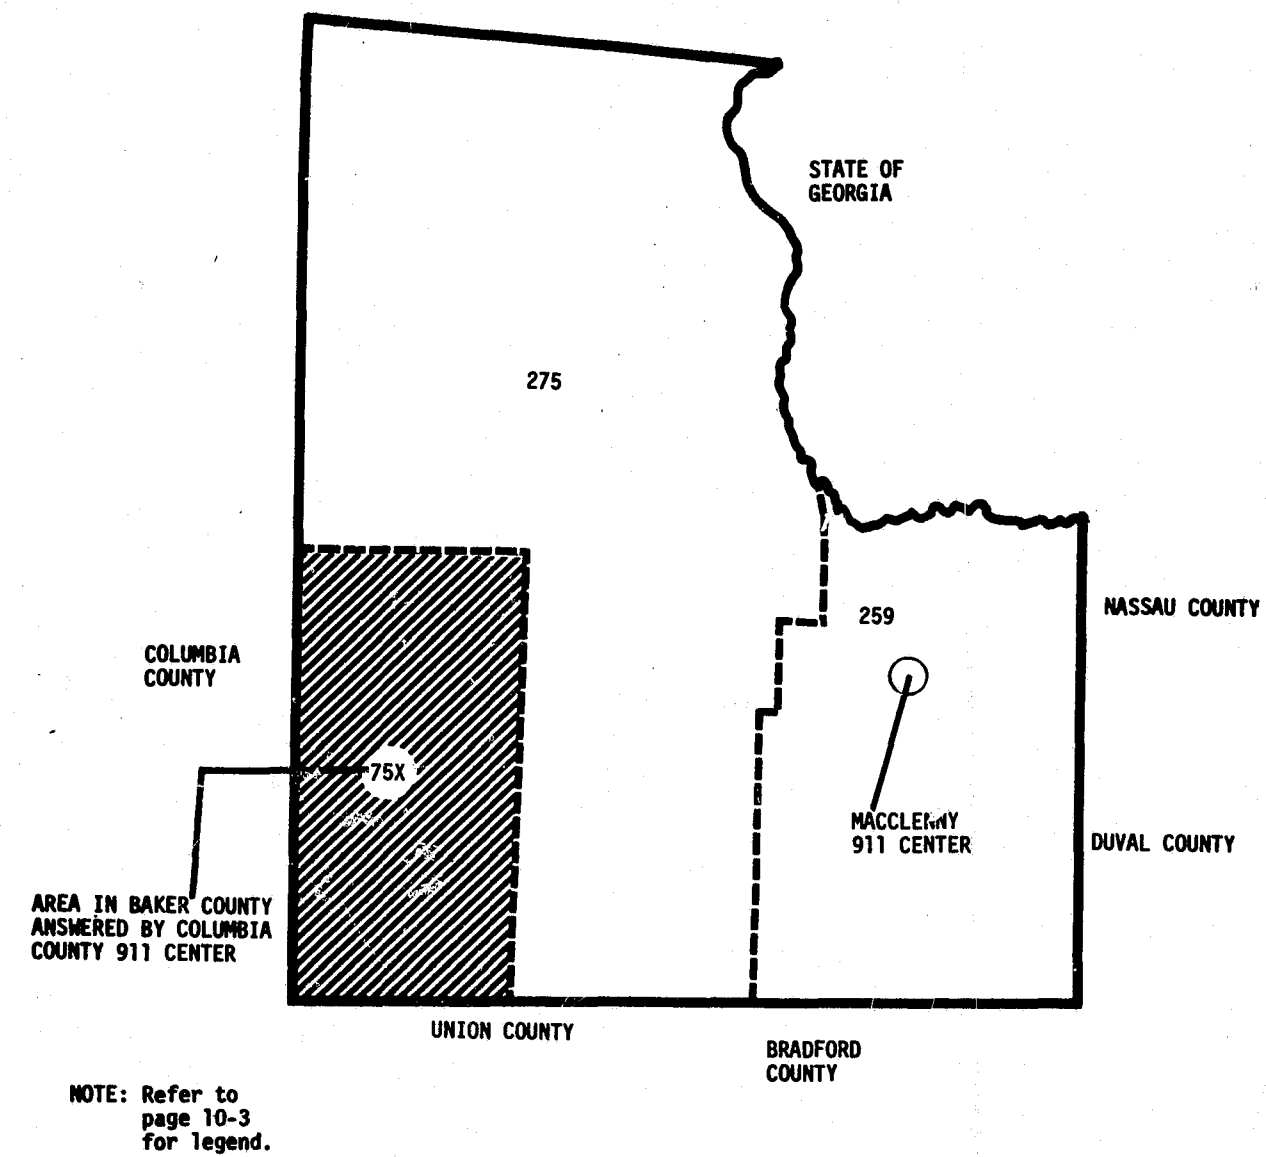 STATE OF
GEORGIA
275
NASSAU COUNTY
259
COLUMBIA
COUNTY
75X
MACCLENNY
911 CENTER
DUVAL COUNTY
AREA IN BAKER COUNTY
ANSWERED BY COLUMBIA
COUNTY 911 CENTER
UNION COUNTY
BRADFORD
COUNTY
NOTE: Refer to
page 10-3
for legend.